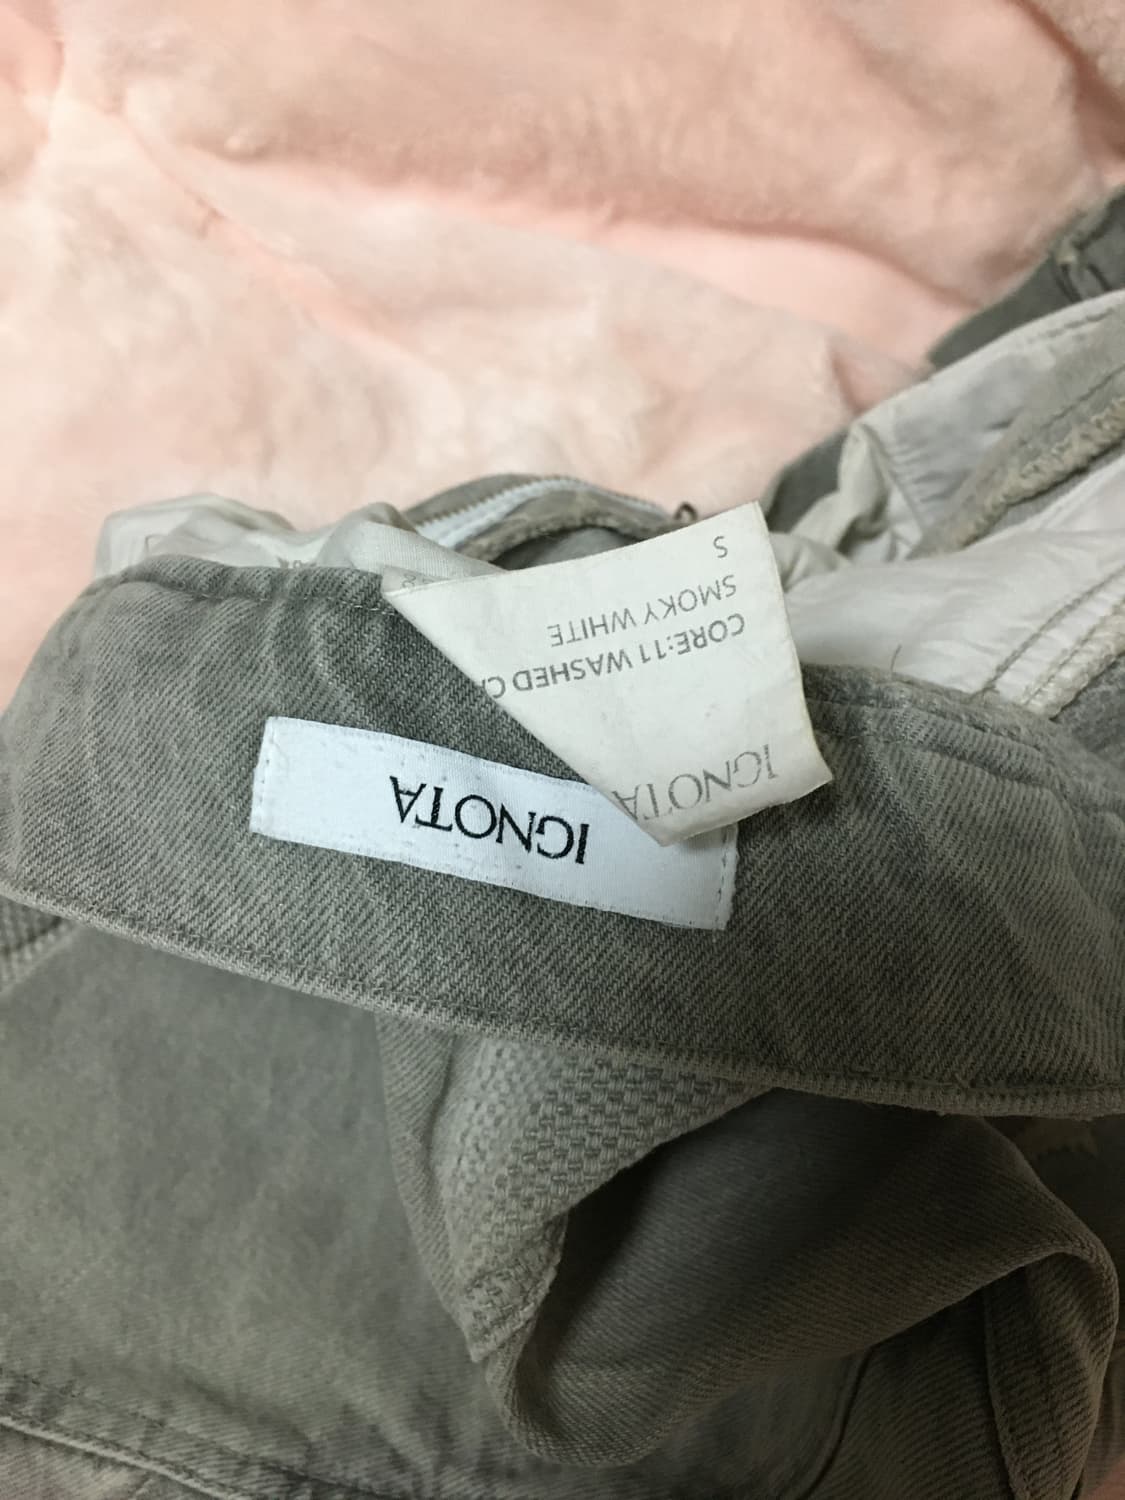 IGNOTA
IGNOTA
CORE:11 WASHED
SMOKY WHITE
S